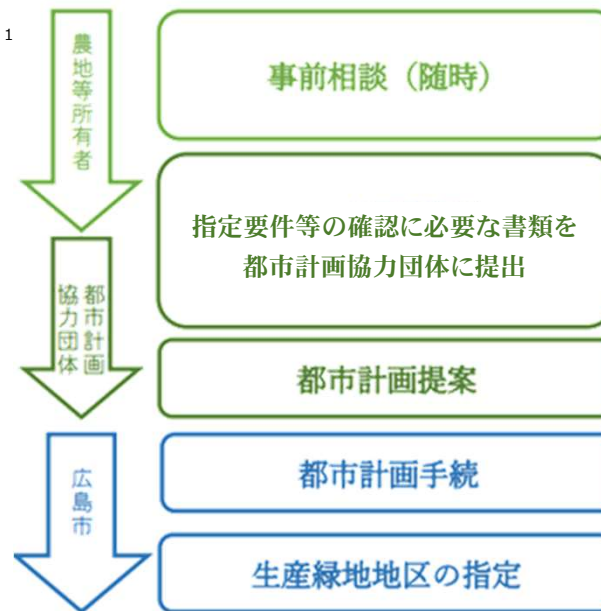 1
農地等所有者
事前相談（随時）
指定要件等の確認に必要な書類を
都市計画協力団体に提出
都市計画
協力団体
都市計画提案
広島市
都市計画手続
生産緑地地区の指定